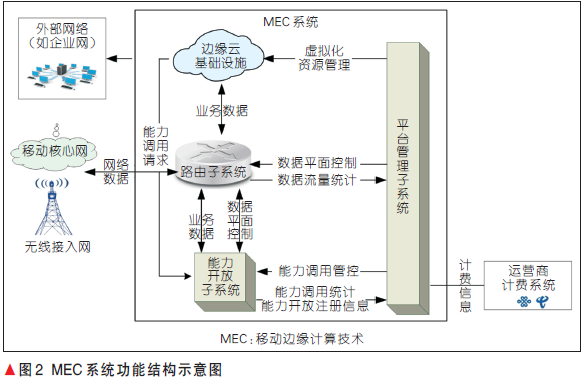 MEC系统
外部网络
(如企业网)
边缘云
基础设施
虚拟化
资源管理
业务数据
能力
调用
请求
移动核心网
网络
数据
路由子系统
数据平面控制
数据流量统计
平台管理子系统
无线接入网
业务
数据
数据
平面
控制
能力
开放
子系统
能力调用管控
能力调用统计
能力开放注册信息
计费信息
运营商
计费系统
MEC:移动边缘计算技术
▲图2 MEC系统功能结构示意图